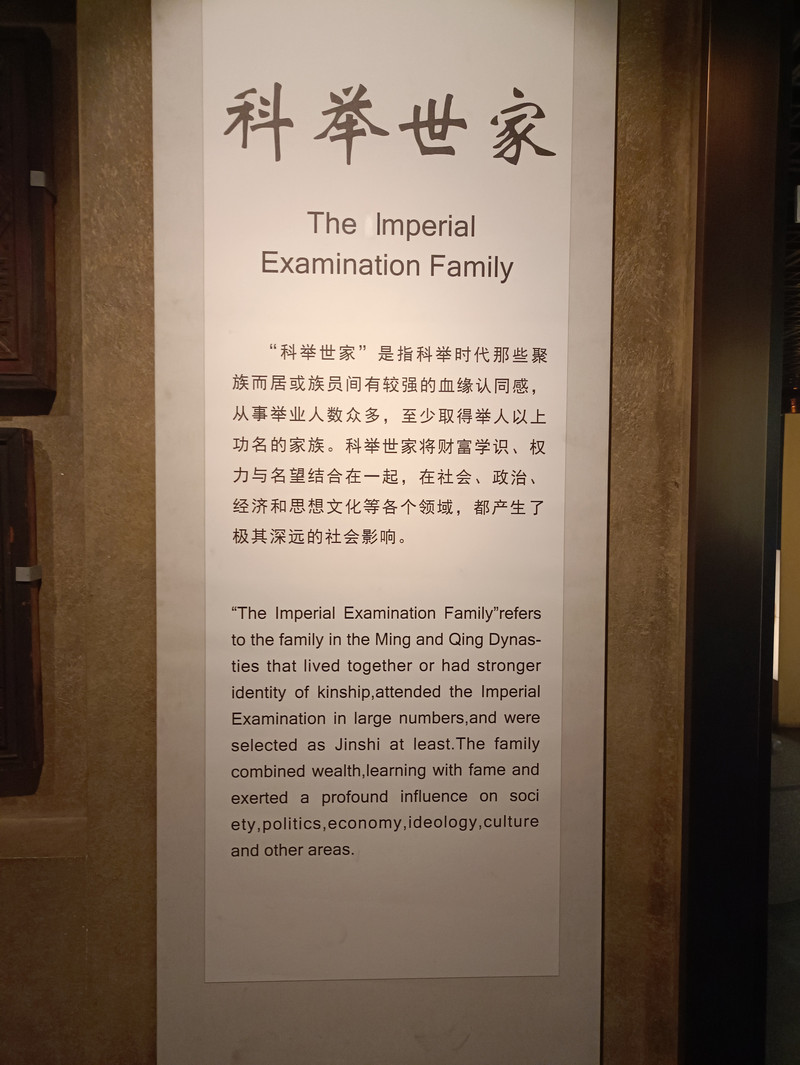 科举世家
The Imperial
Examination Family
“科举世家”是指科举时代那些聚
族而居或族员间有较强的血缘认同感，
从事举业人数众多，至少取得举人以上
功名的家族。科举世家将财富学识、权
力与名望结合在一起，在社会、政治、
经济和思想文化等各个领域，都产生了
极其深远的社会影响。
“The Imperial Examination Family”refers
to the family in the Ming and Qing Dynas-
ties that lived together or had stronger
identity of kinship,attended the Imperial
Examination in large numbers,and were
selected as Jinshi at least.The family
combined wealth,learning with fame and
exerted a profound influence on soci
ety,politics,economy,ideology,culture
and other areas.